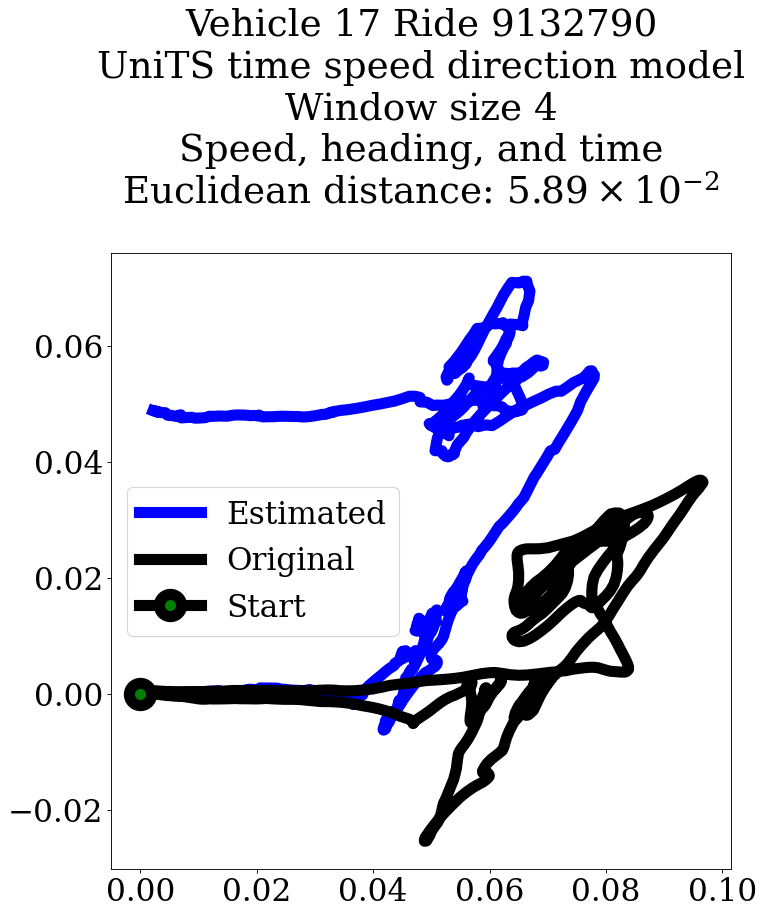 Vehicle 17 Ride 9132790
UniTS time speed direction model
Window size 4
Speed, heading, and time
Euclidean distance: 5.89 × 10⁻²
0.06
0.04
0.02
0.00
−0.02
Estimated
Original
Start
0.00 0.02 0.04 0.06 0.08 0.10